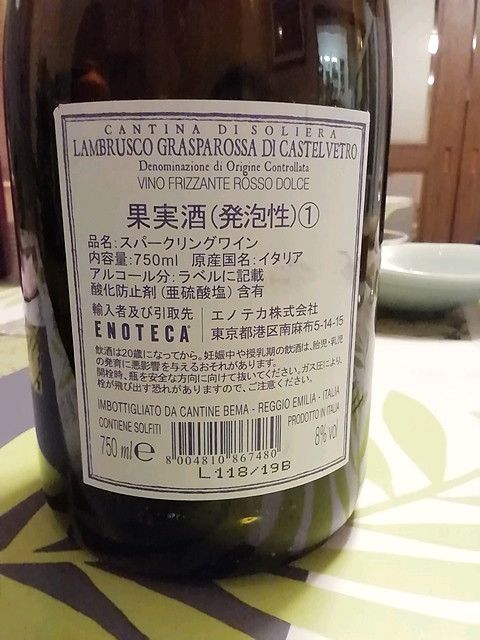 CANTINA DI SOLIERA
LAMBRUSCO GRASPAROSSA DI CASTELVETRO
Denominazione di Origine Controllata
VINO FRIZZANTE ROSSO DOLCE
果実酒(発泡性)①
品名:スパークリングワイン
内容量:750ml 原産国名:イタリア
アルコール分:ラベルに記載
酸化防止剤(亜硫酸塩)含有
輸入者及び引取先
ENOTECA
エノテカ株式会社
東京都港区南麻布5-14-15
飲酒は20歳になってから。妊娠中や授乳期の飲酒は、胎児・乳児
の発育に悪影響を与えるおそれがあります。
開栓時、瓶を安全な方向に向けて抜いてください。ガス圧により、
栓が飛び出す恐れがありますので、ご注意ください。
IMBOTTIGLIATO DA CANTINE BEMA - REGGIO EMILIA - ITALIA
CONTIENE SOLFITI
PRODOTTO IN ITALIA
750 ml e
8% vol
8 004810 867480
L.118/19B